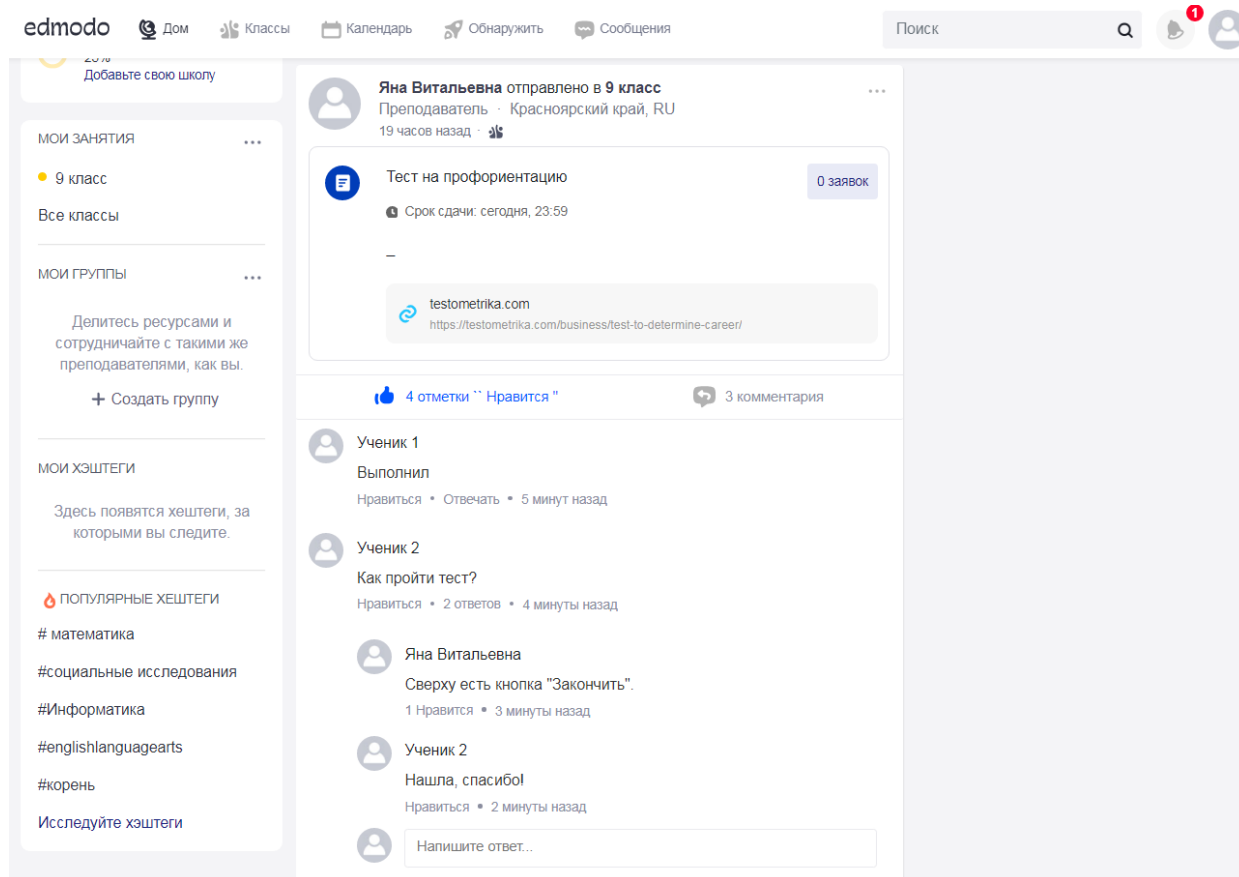 edmodo
Дом
Классы
Календарь
Обнаружить
Сообщения
Поиск
1
Добавьте свою школу
МОИ ЗАНЯТИЯ
9 класс
Все классы
МОИ ГРУППЫ
Делитесь ресурсами и
сотрудничайте с такими же
преподавателями, как вы.
+ Создать группу
МОИ ХЭШТЕГИ
Здесь появятся хештеги, за
которыми вы следите.
ПОПУЛЯРНЫЕ ХЕШТЕГИ
# математика
#социальные исследования
#Информатика
#englishlanguagearts
#корень
Исследуйте хэштеги
Яна Витальевна отправлено в 9 класс
Преподаватель · Красноярский край, RU
19 часов назад ·
Тест на профориентацию
0 заявок
Срок сдачи: сегодня, 23:59
–
testometrika.com
https://testometrika.com/business/test-to-determine-career/
4 отметки `` Нравится "
3 комментария
Ученик 1
Выполнил
Нравиться • Отвечать • 5 минут назад
Ученик 2
Как пройти тест?
Нравиться • 2 ответов • 4 минуты назад
Яна Витальевна
Сверху есть кнопка "Закончить".
1 Нравится • 3 минуты назад
Ученик 2
Нашла, спасибо!
Нравиться • 2 минуты назад
Напишите ответ...